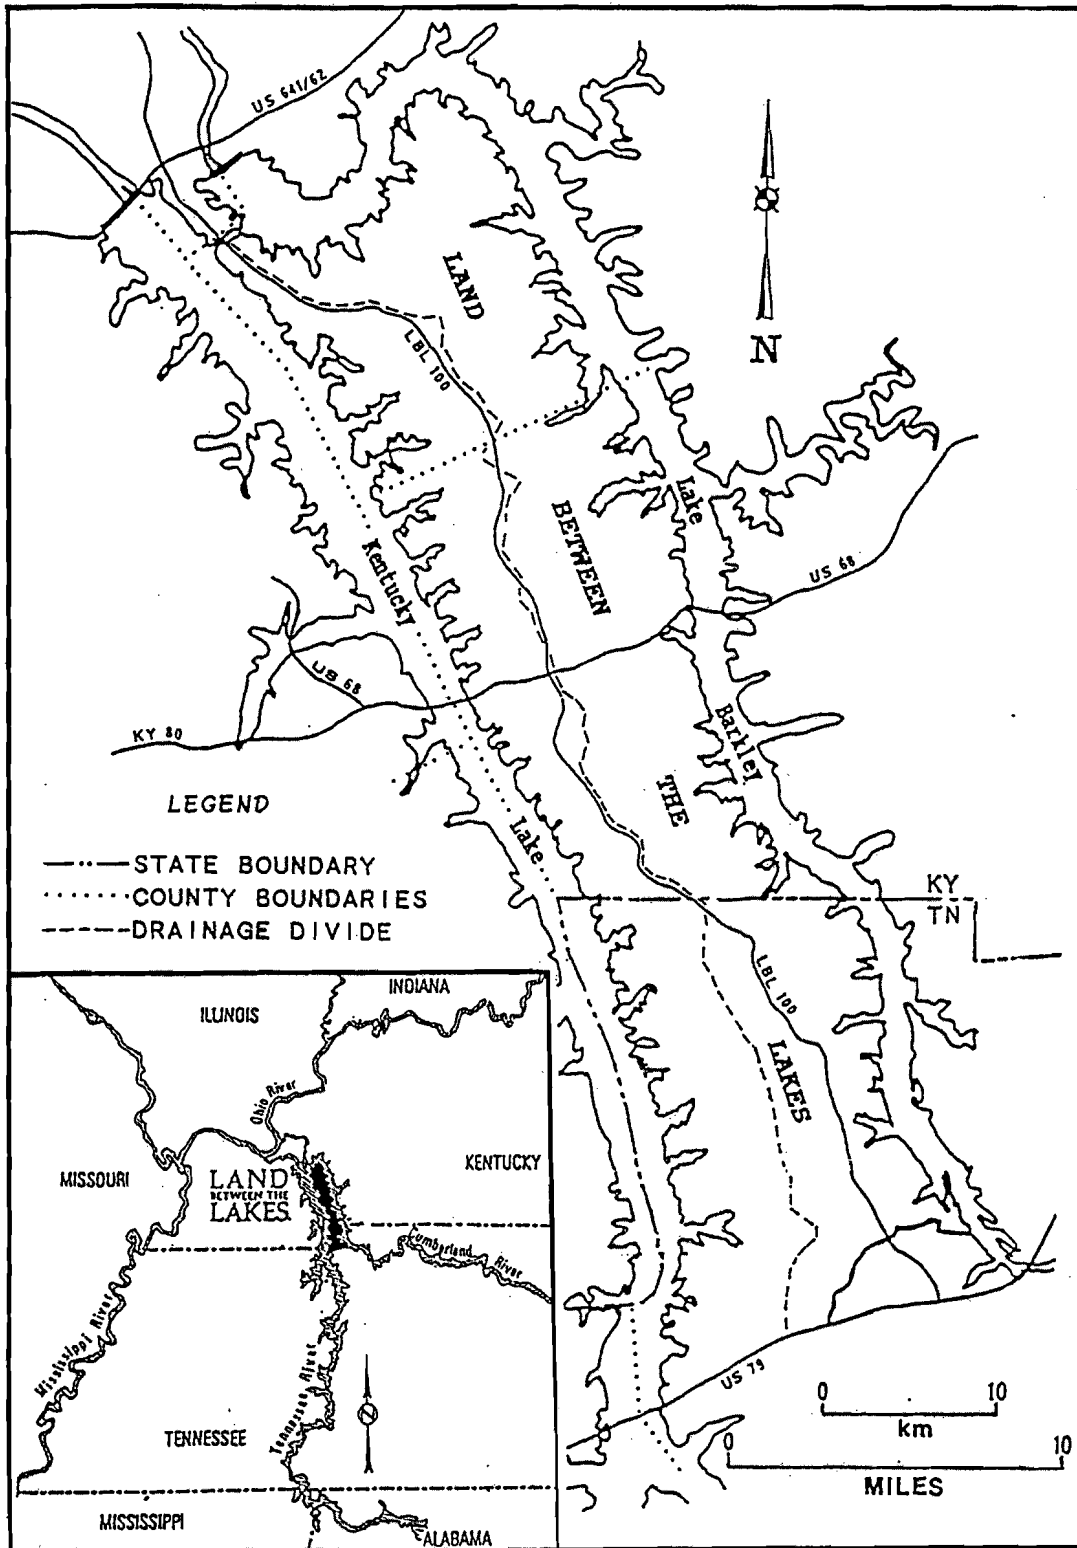 US 641/62
LAND
LBL 100
N
BETWEEN
Lake
Kentucky
US 68
US 68
KY 80
Barkley
THE
LEGEND
Lake
STATE BOUNDARY
COUNTY BOUNDARIES
DRAINAGE DIVIDE
KY
TN
LBL 100
LAKES
INDIANA
ILLINOIS
Ohio River
MISSOURI
KENTUCKY
LAND
BETWEEN THE
LAKES
Cumberland River
Mississippi River
Tennessee River
TENNESSEE
MISSISSIPPI
ALABAMA
US 79
0 10
km
0 10
MILES